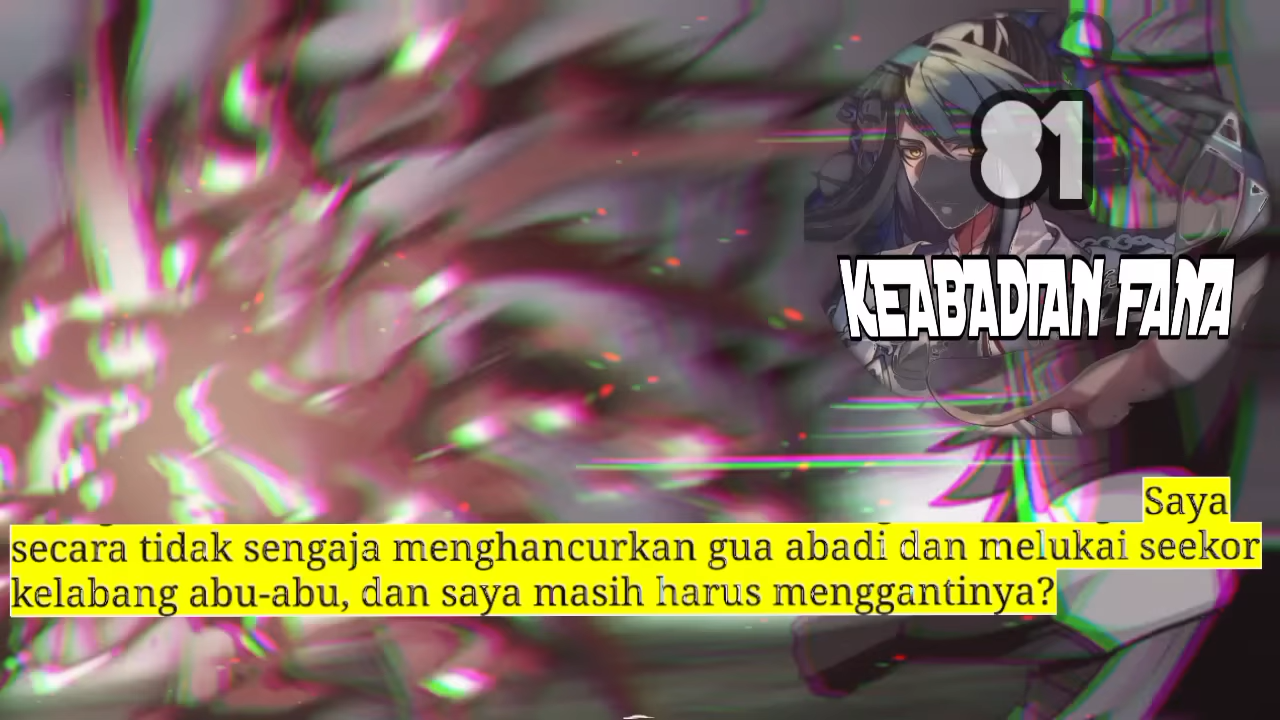 81
KEABADIAN FANA
Saya
secara tidak sengaja menghancurkan gua abadi dan melukai seekor
kelabang abu-abu, dan saya masih harus menggantinya?